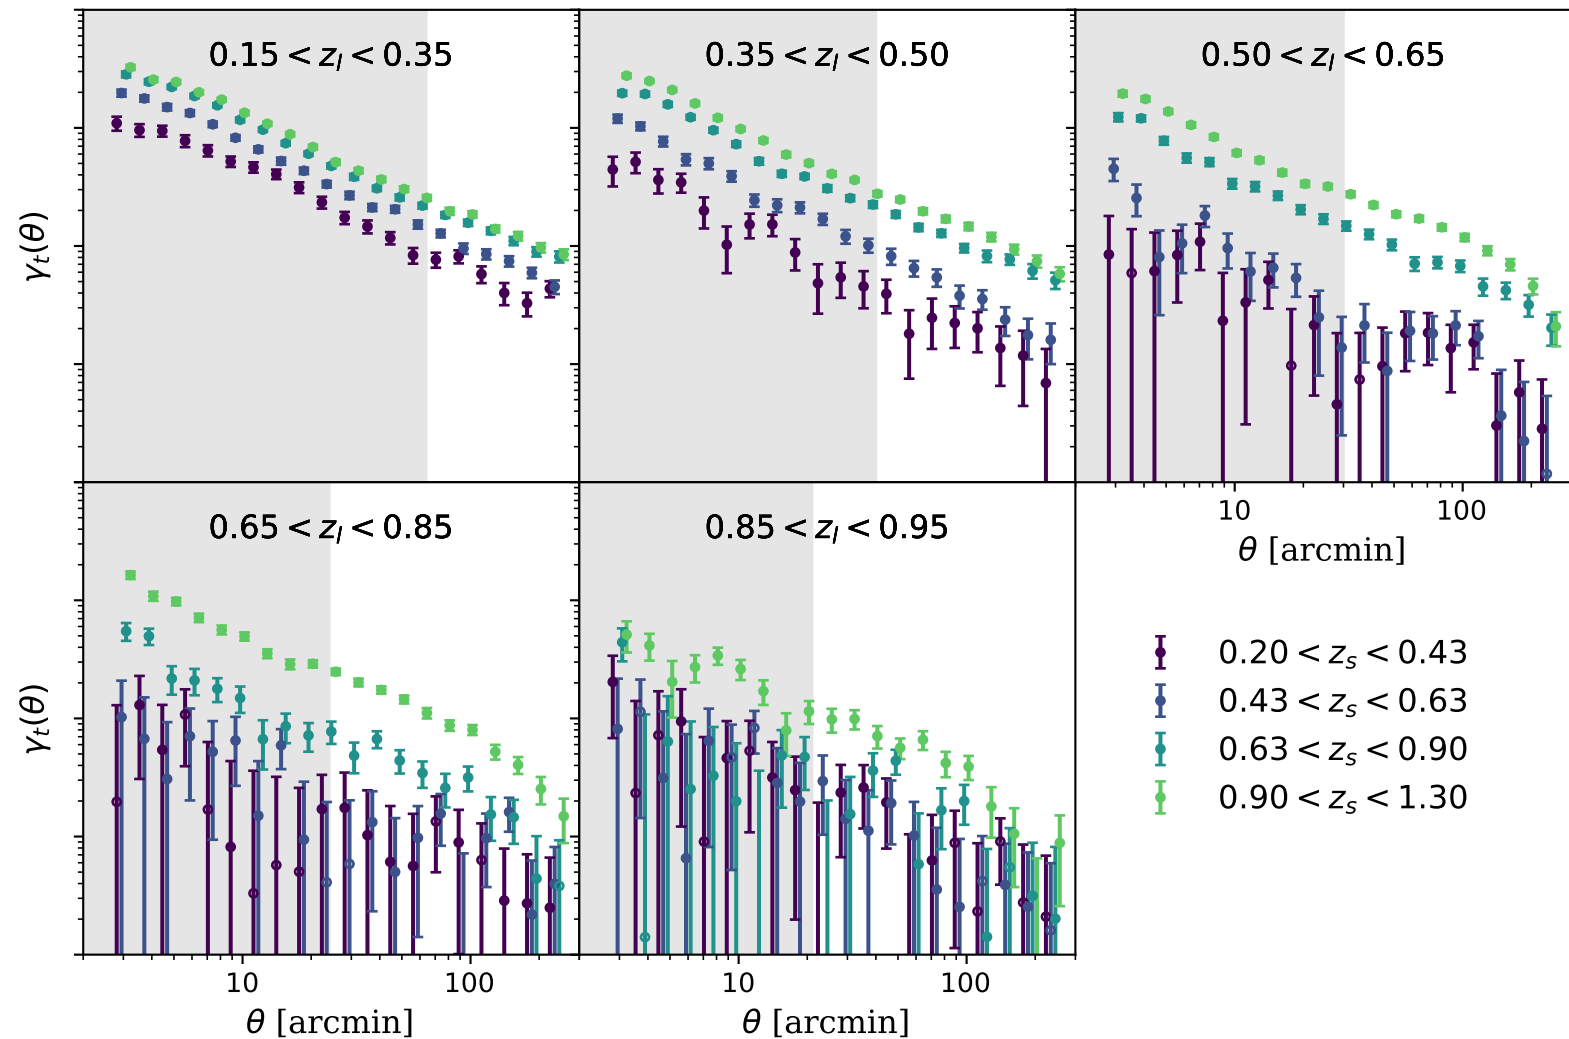 0.15 < z_l < 0.35
0.35 < z_l < 0.50
0.50 < z_l < 0.65
γ_t(θ)
10 100
θ [arcmin]
0.65 < z_l < 0.85
0.85 < z_l < 0.95
γ_t(θ)
0.20 < z_s < 0.43
0.43 < z_s < 0.63
0.63 < z_s < 0.90
0.90 < z_s < 1.30
10 100 10 100
θ [arcmin] θ [arcmin]